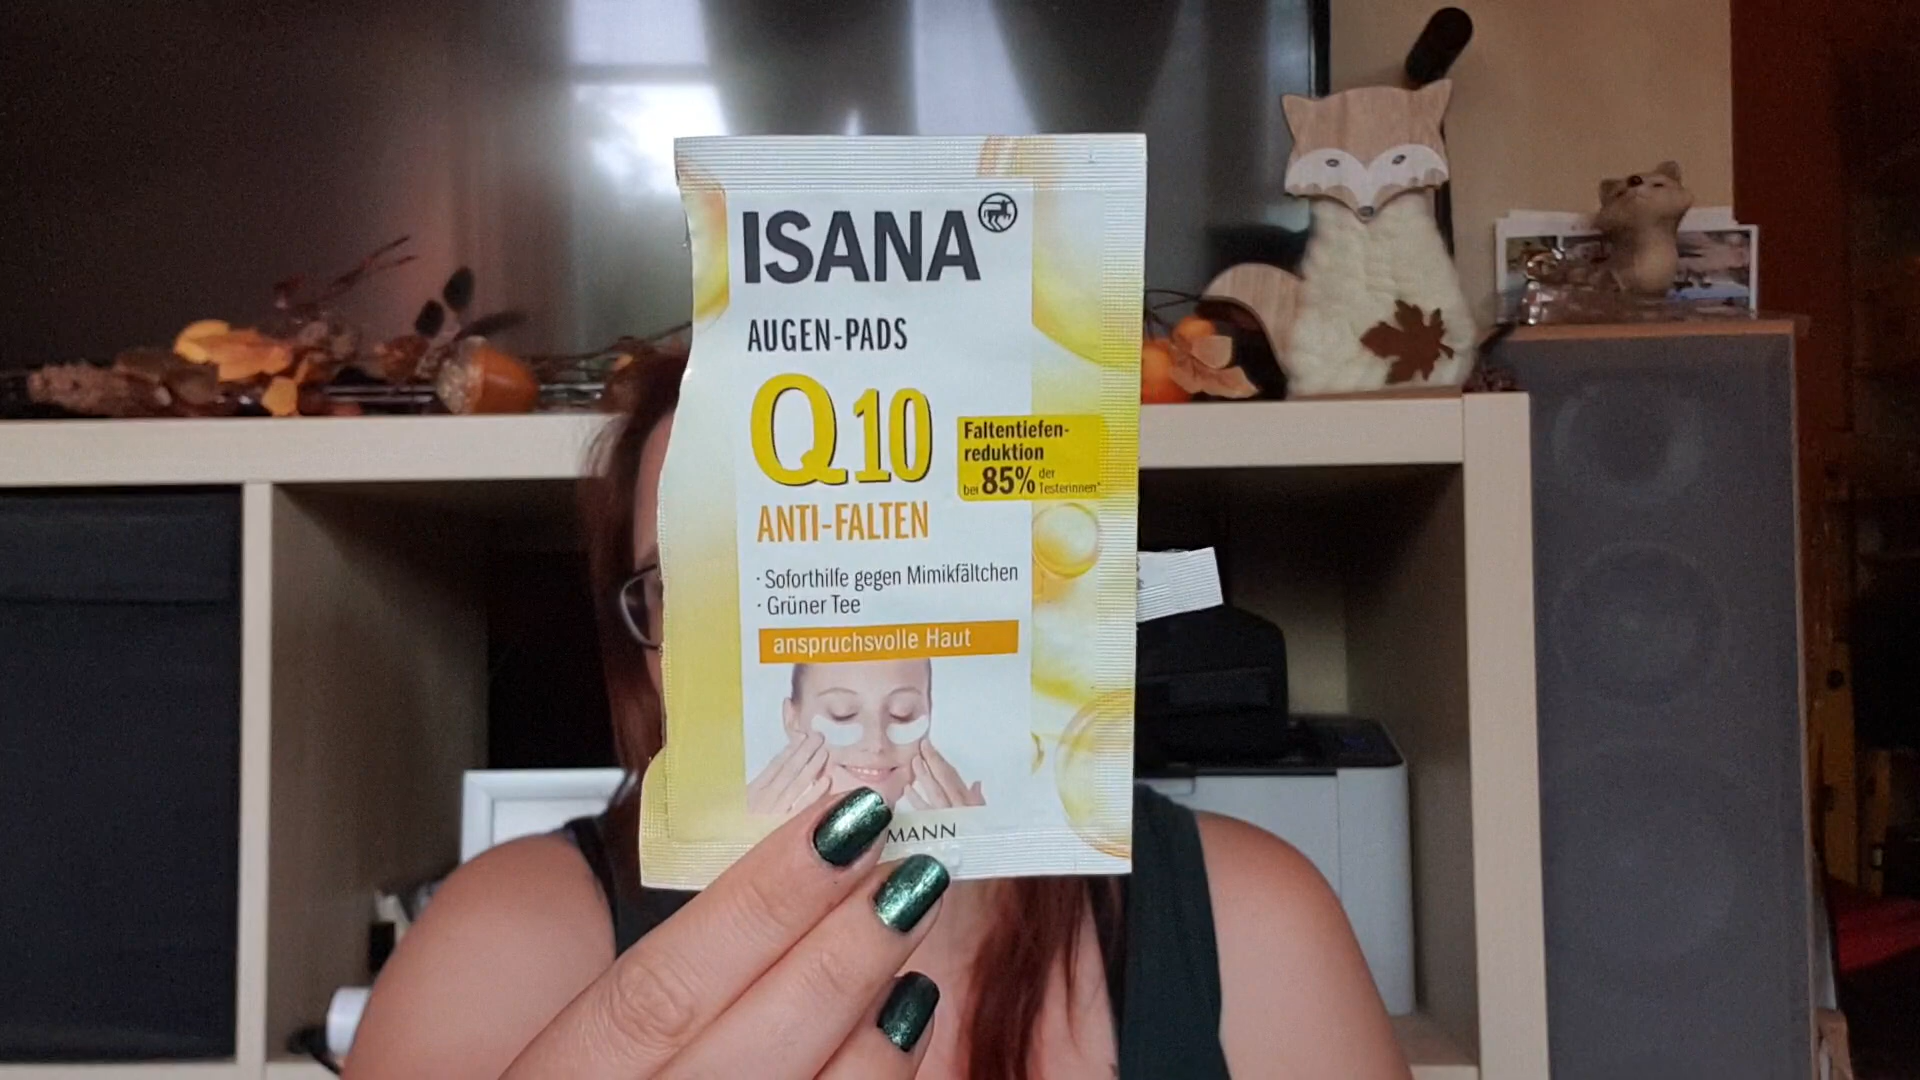 ISANA
AUGEN-PADS
Q10
Faltentiefen-
reduktion
bei 85% der
Testerinnen*
ANTI-FALTEN
· Soforthilfe gegen Mimikfältchen
· Grüner Tee
anspruchsvolle Haut
MANN